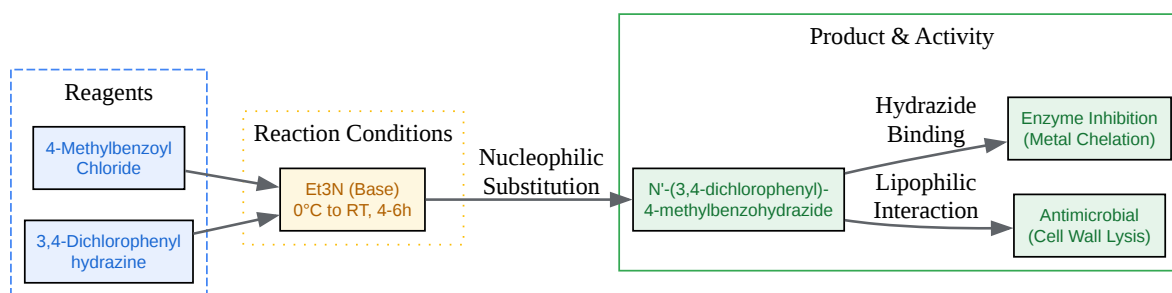 Reagents
4-Methylbenzoyl
Chloride
3,4-Dichlorophenyl
hydrazine
Reaction Conditions
Et3N (Base)
0°C to RT, 4-6h
Nucleophilic
Substitution
Product & Activity
N'-(3,4-dichlorophenyl)-
4-methylbenzohydrazide
Hydrazide
Binding
Lipophilic
Interaction
Enzyme Inhibition
(Metal Chelation)
Antimicrobial
(Cell Wall Lysis)